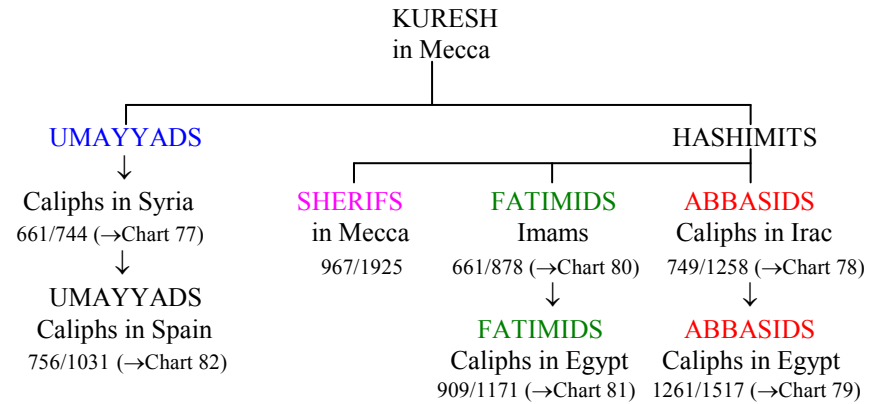 KURESH
in Mecca
UMAYYADS
HASHIMITS
↓
Caliphs in Syria
661/744 (→Chart 77)
↓
UMAYYADS
Caliphs in Spain
756/1031 (→Chart 82)
SHERIFS
in Mecca
967/1925
FATIMIDS
Imams
661/878 (→Chart 80)
↓
FATIMIDS
Caliphs in Egypt
909/1171 (→Chart 81)
ABBASIDS
Caliphs in Irac
749/1258 (→Chart 78)
↓
ABBASIDS
Caliphs in Egypt
1261/1517 (→Chart 79)